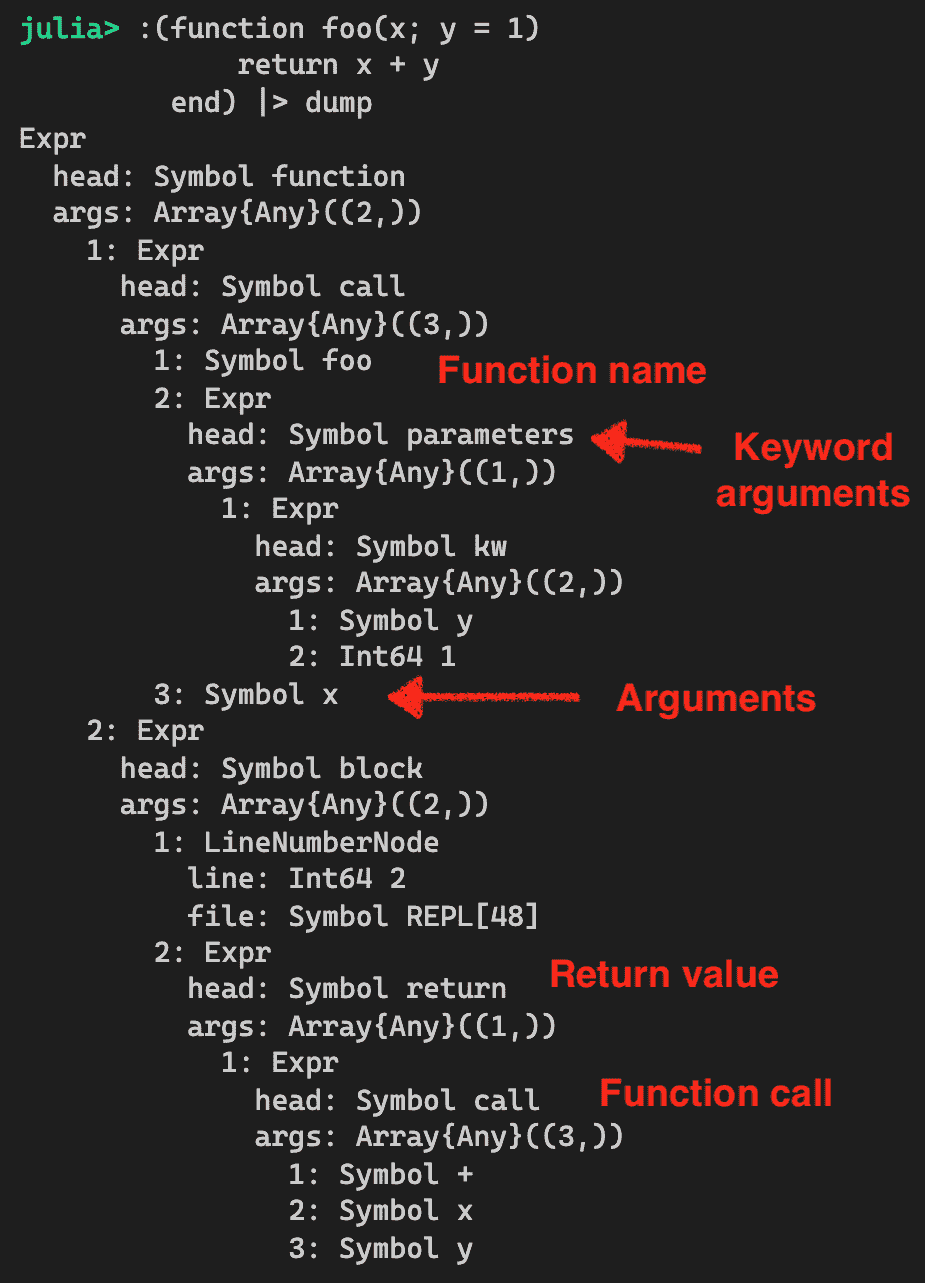 julia> :(function foo(x; y = 1)
return x + y
end) |> dump
Expr
head: Symbol function
args: Array{Any}((2,))
1: Expr
head: Symbol call
args: Array{Any}((3,))
1: Symbol foo
Function name
2: Expr
head: Symbol parameters
Keyword
arguments
args: Array{Any}((1,))
1: Expr
head: Symbol kw
args: Array{Any}((2,))
1: Symbol y
2: Int64 1
3: Symbol x
Arguments
2: Expr
head: Symbol block
args: Array{Any}((2,))
1: LineNumberNode
line: Int64 2
file: Symbol REPL[48]
2: Expr
Return value
head: Symbol return
args: Array{Any}((1,))
1: Expr
head: Symbol call
Function call
args: Array{Any}((3,))
1: Symbol +
2: Symbol x
3: Symbol y